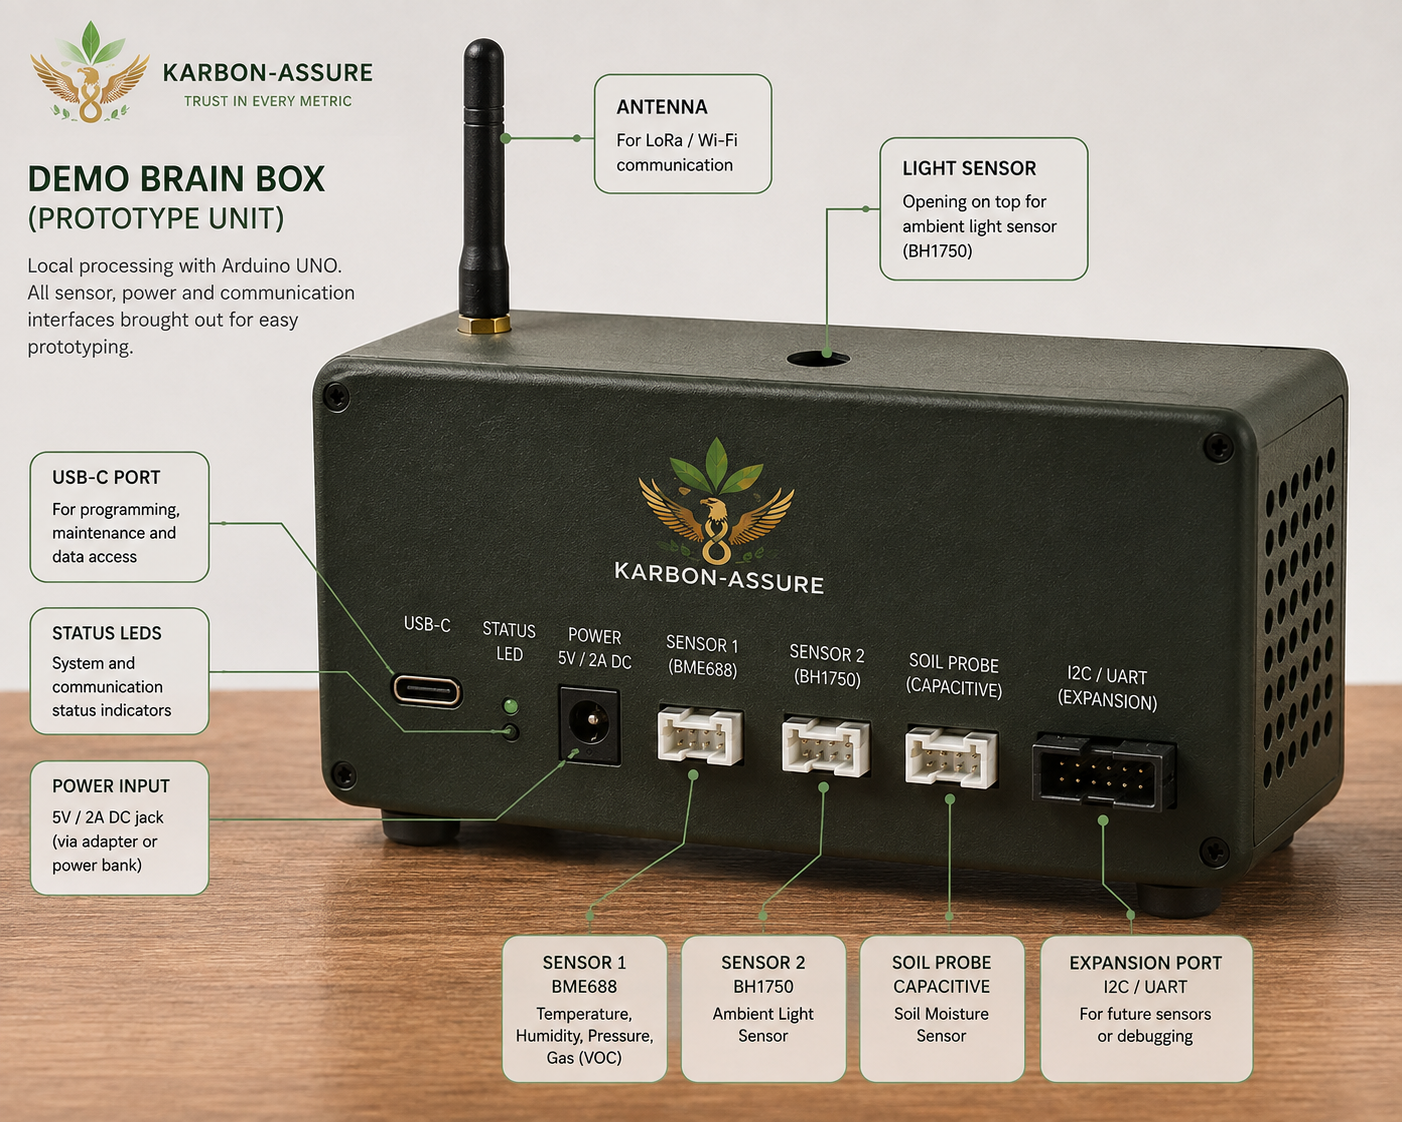 KARBON-ASSURE
TRUST IN EVERY METRIC
DEMO BRAIN BOX
(PROTOTYPE UNIT)
Local processing with Arduino UNO.
All sensor, power and communication
interfaces brought out for easy
prototyping.
ANTENNA
For LoRa / Wi-Fi
communication
LIGHT SENSOR
Opening on top for
ambient light sensor
(BH1750)
USB-C PORT
For programming,
maintenance and
data access
STATUS LEDS
System and
communication
status indicators
POWER INPUT
5V / 2A DC jack
(via adapter or
power bank)
KARBON-ASSURE
USB-C
STATUS
LED
POWER
5V / 2A DC
SENSOR 1
(BME688)
SENSOR 2
(BH1750)
SOIL PROBE
(CAPACITIVE)
I2C / UART
(EXPANSION)
SENSOR 1
BME688
Temperature,
Humidity, Pressure,
Gas (VOC)
SENSOR 2
BH1750
Ambient Light
Sensor
SOIL PROBE
CAPACITIVE
Soil Moisture
Sensor
EXPANSION PORT
I2C / UART
For future sensors
or debugging